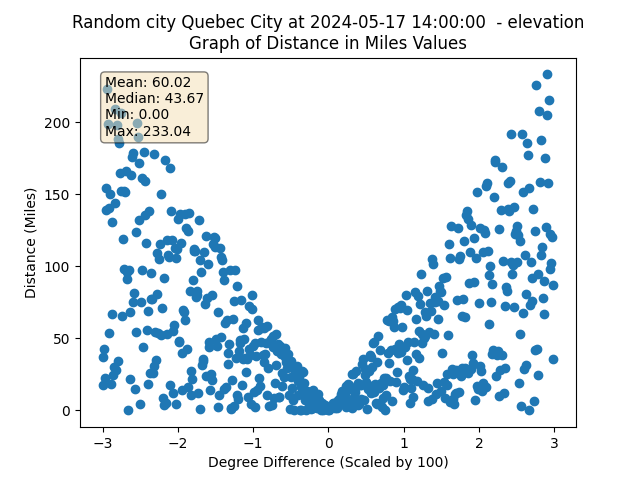 Random city Quebec City at 2024-05-17 14:00:00  - elevation
Graph of Distance in Miles Values
Mean: 60.02
Median: 43.67
Min: 0.00
Max: 233.04
200
150
100
50
0
Distance (Miles)
−3 −2 −1 0 1 2 3
Degree Difference (Scaled by 100)